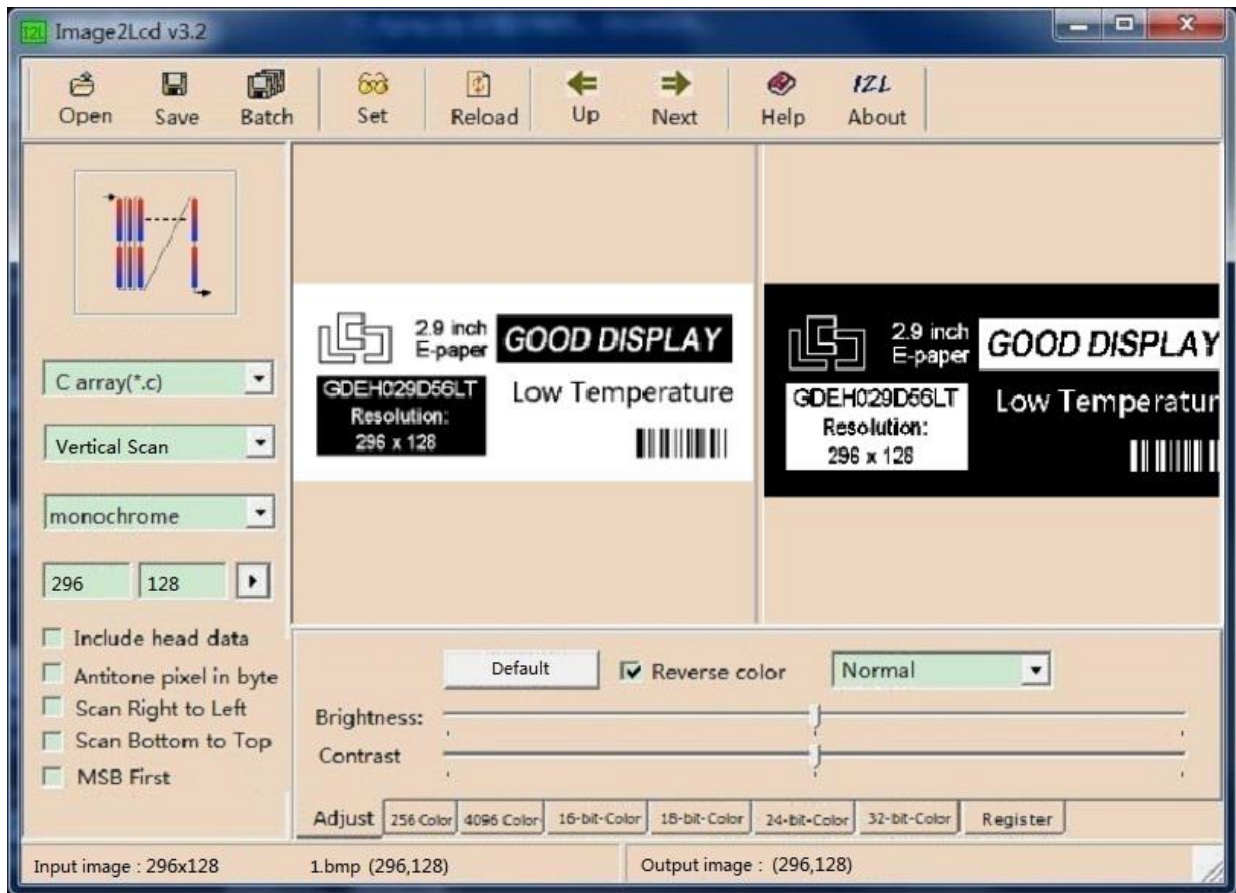 Image2Lcd v3.2
Open Save Batch Set Reload Up Next Help About
I2L
C array(*.c)
Vertical Scan
monochrome
296 128
Include head data
Antitone pixel in byte
Scan Right to Left
Scan Bottom to Top
MSB First
2.9 inch
E-paper
GOOD DISPLAY
GDEH029D56LT
Resolution:
296 x 128
Low Temperature
2.9 inch
E-paper
GOOD DISPLAY
GDEH029D56LT
Resolution:
296 x 128
Low Temperatur
Default Reverse color Normal
Brightness:
Contrast
Adjust 256 Color 4096 Color 16-bit-Color 18-bit-Color 24-bit-Color 32-bit-Color Register
Input image : 296x128 1.bmp (296,128) Output image : (296,128)